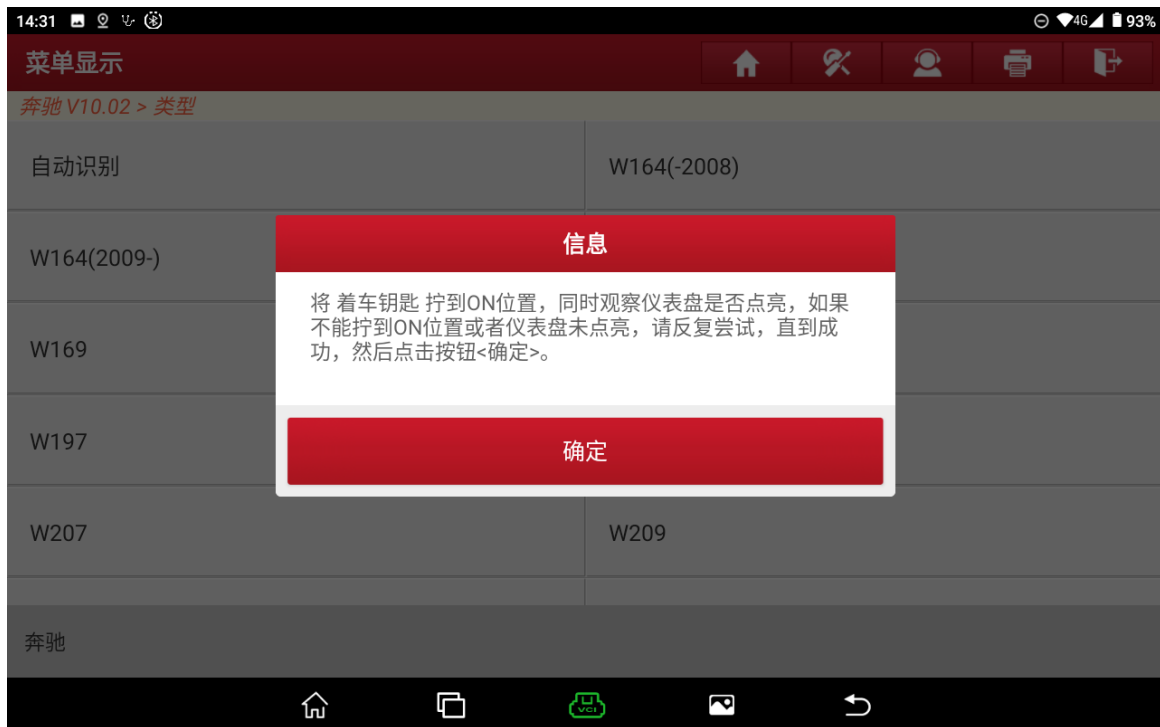 14:31
4G 93%
菜单显示
奔驰 V10.02 > 类型
自动识别
W164(-2008)
W164(2009-)
信息
将 着车钥匙 拧到ON位置，同时观察仪表盘是否点亮，如果
不能拧到ON位置或者仪表盘未点亮，请反复尝试，直到成
功，然后点击按钮<确定>。
W169
W197
确定
W207
W209
奔驰
VCI